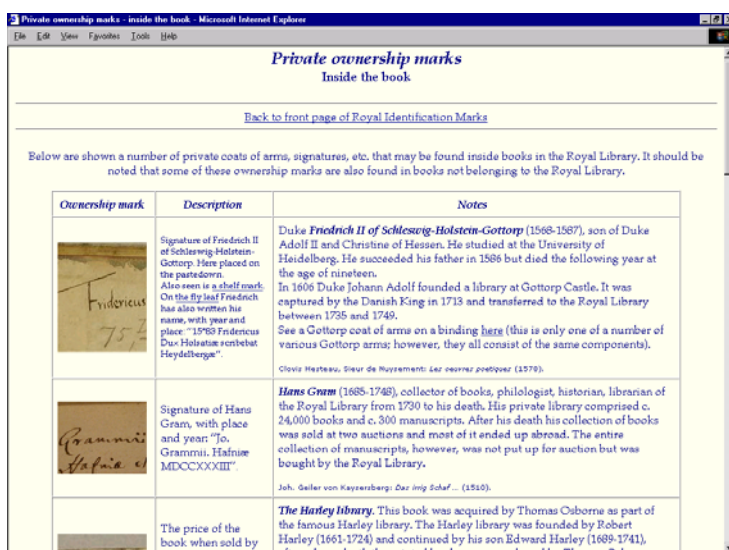 Private ownership marks - inside the book - Microsoft Internet Explorer
File Edit View Favorites Tools Help
Private ownership marks
Inside the book
Back to front page of Royal Identification Marks
Below are shown a number of private coats of arms, signatures, etc. that may be found inside books in the Royal Library. It should be
noted that some of these ownership marks are also found in books not belonging to the Royal Library.
Ownership mark Description Notes
Fridericus
75,
Signature of Friedrich II
of Schleswig-Holstein-
Gottorp. Here placed on
the pastedown.
Also seen is a shelf mark.
On the fly leaf Friedrich
has also written his
name, with year and
place: "15*83 Fridericus
Dux Holsatiæ scribebat
Heydelbergæ".
Duke Friedrich II of Schleswig-Holstein-Gottorp (1568-1587), son of Duke
Adolf II and Christine of Hessen. He studied at the University of
Heidelberg. He succeeded his father in 1586 but died the following year at
the age of nineteen.
In 1606 Duke Johann Adolf founded a library at Gottorp Castle. It was
captured by the Danish King in 1713 and transferred to the Royal Library
between 1735 and 1749.
See a Gottorp coat of arms on a binding here (this is only one of a number of
various Gottorp arms; however, they all consist of the same components).
Clovis Hesteau, Sieur de Nuysement: Les oeuvres poetiques (1578).
Grammii
Hafniæ
Signature of Hans
Gram, with place
and year: "Jo.
Grammii. Hafniæ
MDCCXXXIII".
Hans Gram (1685-1748), collector of books, philologist, historian, librarian of
the Royal Library from 1730 to his death. His private library comprised c.
24,000 books and c. 300 manuscripts. After his death his collection of books
was sold at two auctions and most of it ended up abroad. The entire
collection of manuscripts, however, was not put up for auction but was
bought by the Royal Library.
Joh. Geiler von Kaysersberg: Das irrig Schaf ... (1510).
The price of the
book when sold by
The Harley library. This book was acquired by Thomas Osborne as part of
the famous Harley library. The Harley library was founded by Robert
Harley (1661-1724) and continued by his son Edward Harley (1689-1741),